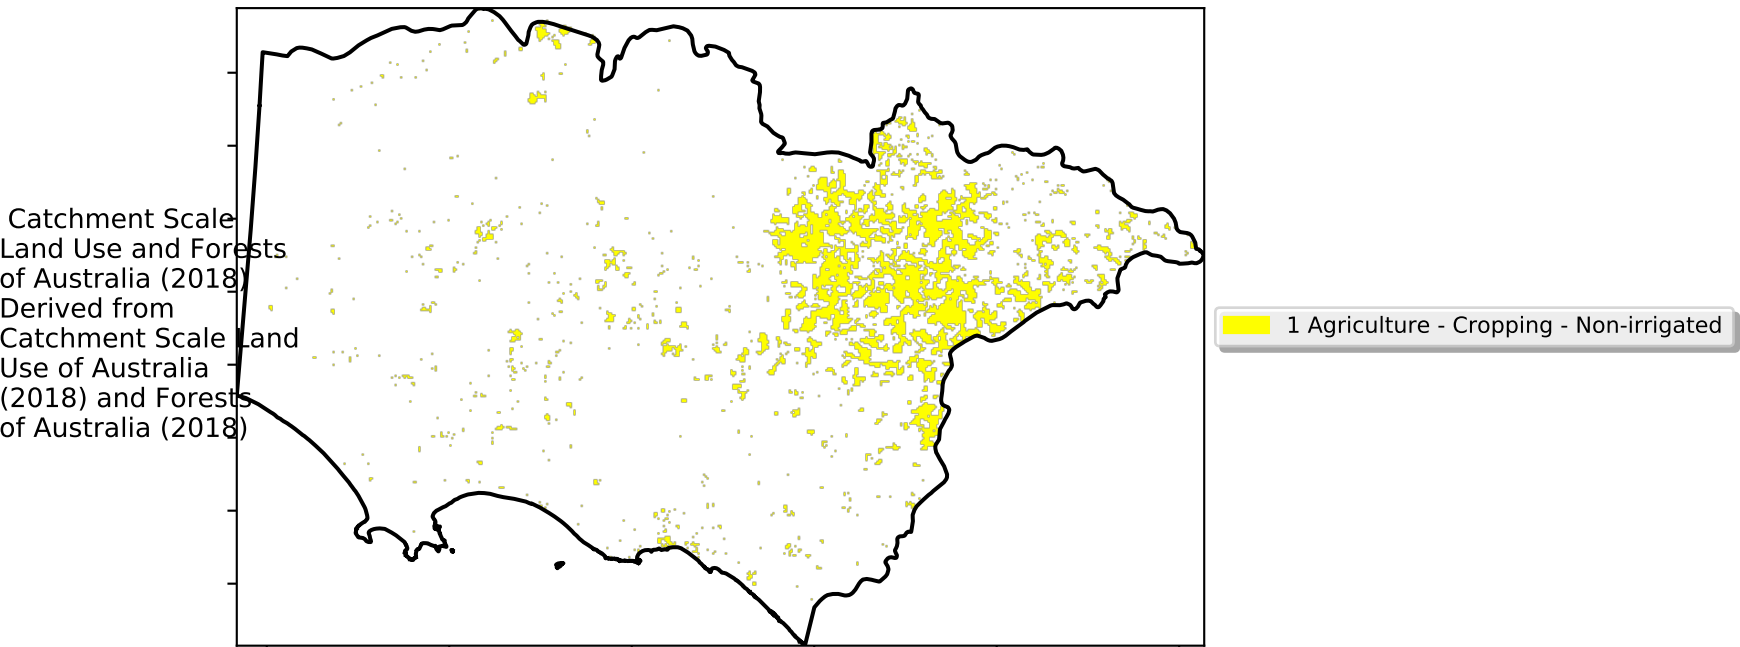 Catchment Scale
Land Use and Forests
of Australia (2018)
Derived from
Catchment Scale Land
Use of Australia
(2018) and Forests
of Australia (2018)
1 Agriculture - Cropping - Non-irrigated